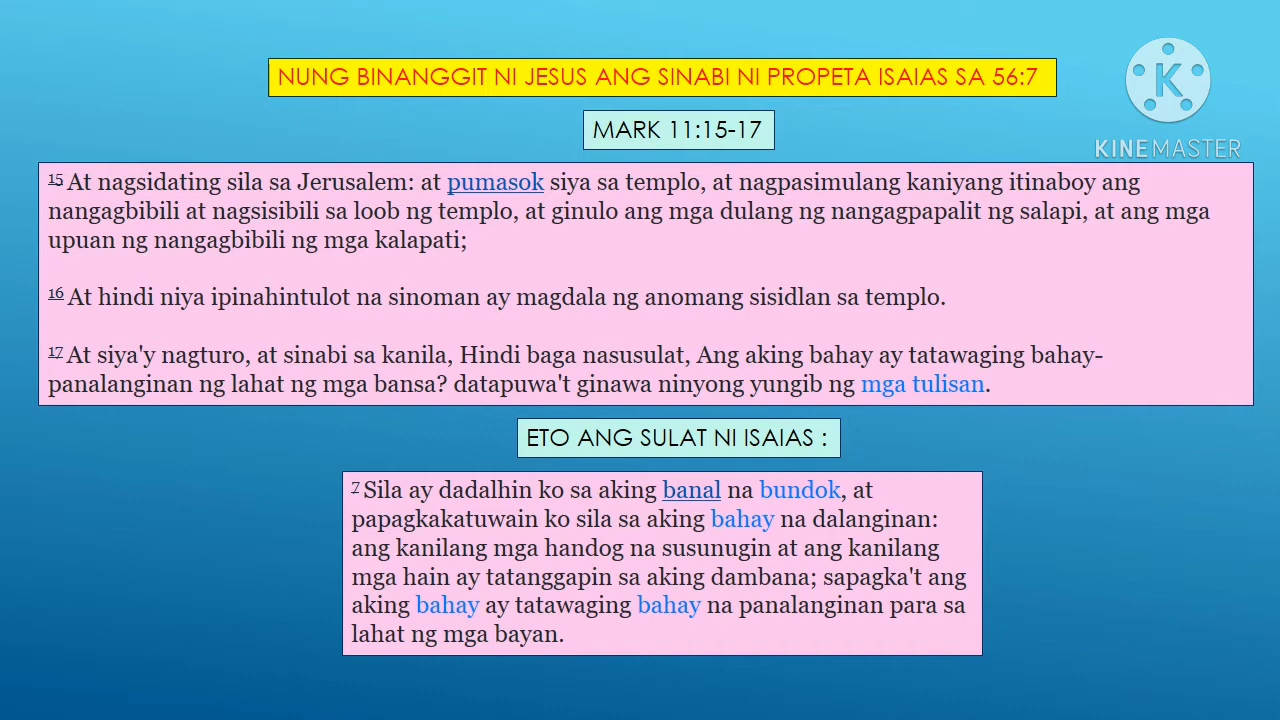 NUNG BINANGGIT NI JESUS ANG SINABI NI PROPETA ISAIAS SA 56:7
K
KINEMASTER
MARK 11:15-17
15 At nagsidating sila sa Jerusalem: at pumasok siya sa templo, at nagpasimulang kaniyang itinaboy ang
nangagbibili at nagsisibili sa loob ng templo, at ginulo ang mga dulang ng nangagpapalit ng salapi, at ang mga
upuan ng nangagbibili ng mga kalapati;
16 At hindi niya ipinahintulot na sinoman ay magdala ng anomang sisidlan sa templo.
17 At siya'y nagturo, at sinabi sa kanila, Hindi baga nasusulat, Ang aking bahay ay tatawaging bahay-
panalanginan ng lahat ng mga bansa? datapuwa't ginawa ninyong yungib ng mga tulisan.
ETO ANG SULAT NI ISAIAS :
7 Sila ay dadalhin ko sa aking banal na bundok, at
papagkakatuwain ko sila sa aking bahay na dalanginan:
ang kanilang mga handog na susunugin at ang kanilang
mga hain ay tatanggapin sa aking dambana; sapagka't ang
aking bahay ay tatawaging bahay na panalanginan para sa
lahat ng mga bayan.